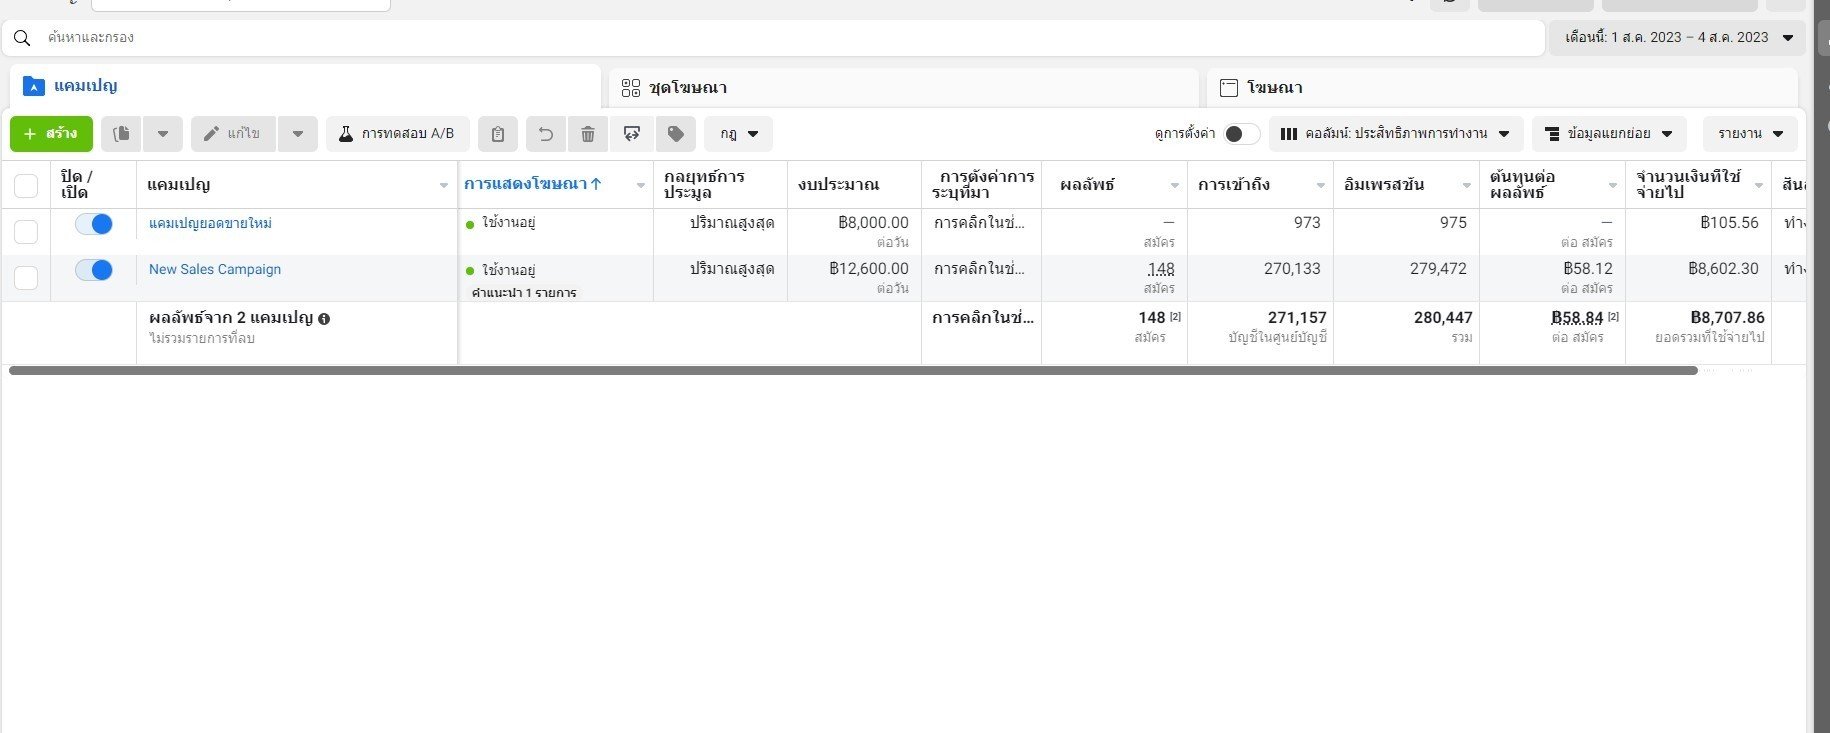 ค้นหาและกรอง
เดือนนี้: 1 ส.ค. 2023 – 4 ส.ค. 2023
แคมเปญ
ชุดโฆษณา
โฆษณา
+ สร้าง
แก้ไข
การทดสอบ A/B
กฎ
ดูการตั้งค่า
คอลัมน์: ประสิทธิภาพการทำงาน
ข้อมูลแยกย่อย
รายงาน
ปิด / เปิด
แคมเปญ
การแสดงโฆษณา ↑
กลยุทธ์การประมูล
งบประมาณ
การตั้งค่าการระบุที่มา
ผลลัพธ์
การเข้าถึง
อิมเพรสชัน
ต้นทุนต่อผลลัพธ์
จำนวนเงินที่ใช้จ่ายไป
แคมเปญยอดขายใหม่
ใช้งานอยู่
ปริมาณสูงสุด
฿8,000.00
ต่อวัน
การคลิกในช่...
—
สมัคร
973
975
—
ต่อ สมัคร
฿105.56
New Sales Campaign
ใช้งานอยู่
คำแนะนำ 1 รายการ
ปริมาณสูงสุด
฿12,600.00
ต่อวัน
การคลิกในช่...
148
สมัคร
270,133
279,472
฿58.12
ต่อ สมัคร
฿8,602.30
ผลลัพธ์จาก 2 แคมเปญ
ไม่รวมรายการที่ลบ
การคลิกในช่...
148 [2]
สมัคร
271,157
บัญชีในศูนย์บัญชี
280,447
รวม
฿58.84 [2]
ต่อ สมัคร
฿8,707.86
ยอดรวมที่ใช้จ่ายไป